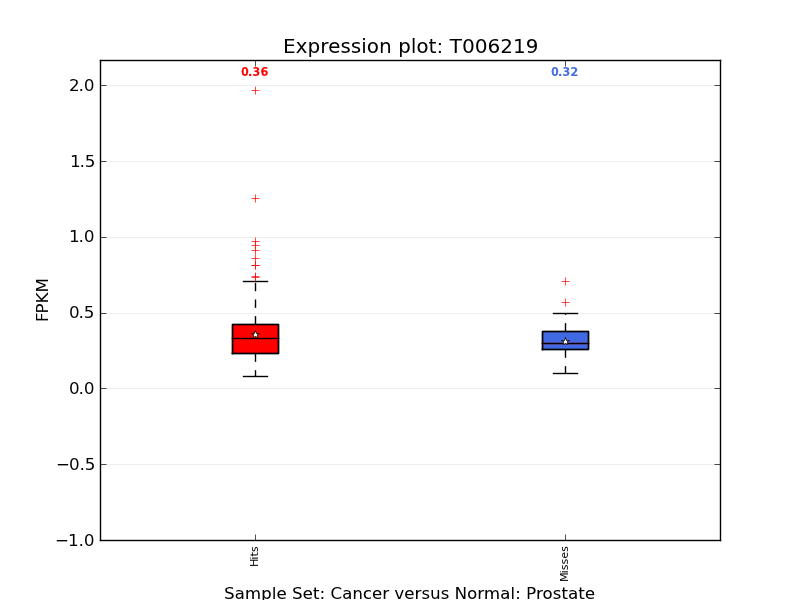 Expression plot: T006219
0.36
0.32
2.0
1.5
1.0
0.5
0.0
−0.5
−1.0
FPKM
Hits
Misses
Sample Set: Cancer versus Normal: Prostate